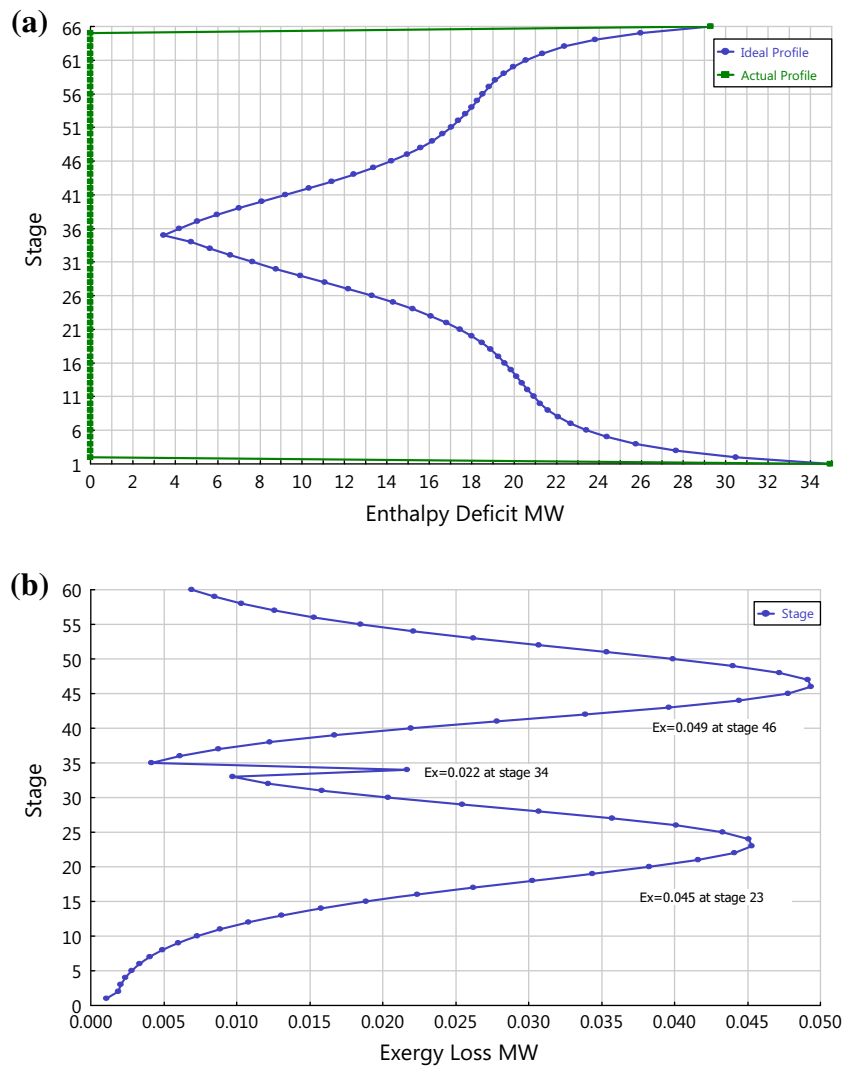 (a)
66
61
56
51
46
41
36
31
26
21
16
11
6
1
Stage
Ideal Profile
Actual Profile
0 2 4 6 8 10 12 14 16 18 20 22 24 26 28 30 32 34
Enthalpy Deficit MW
(b)
60
55
50
45
40
35
30
25
20
15
10
5
0
Stage
Stage
Ex=0.049 at stage 46
Ex=0.022 at stage 34
Ex=0.045 at stage 23
0.000 0.005 0.010 0.015 0.020 0.025 0.030 0.035 0.040 0.045 0.050
Exergy Loss MW